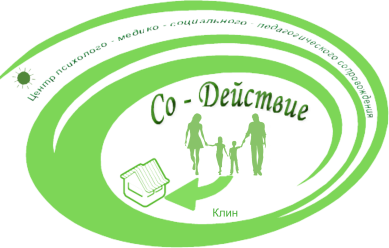 Центр психолого - медико - социального - педагогического сопровождения
Со - Действие
Клин